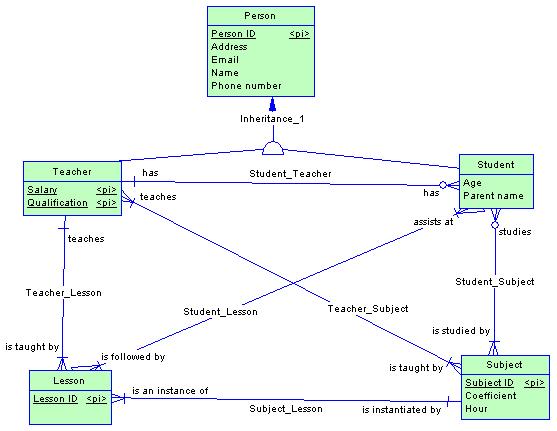 Person
Person ID <pi>
Address
Email
Name
Phone number
Inheritance_1
Teacher
Salary <pi>
Qualification <pi>
has
Student_Teacher
has
Student
Age
Parent name
teaches
teaches
assists at
studies
Teacher_Lesson
Student_Lesson
Teacher_Subject
Student_Subject
is taught by
is followed by
is studied by
is taught by
Lesson
Lesson ID <pi>
is an instance of
Subject_Lesson
is instantiated by
Subject
Subject ID <pi>
Coefficient
Hour